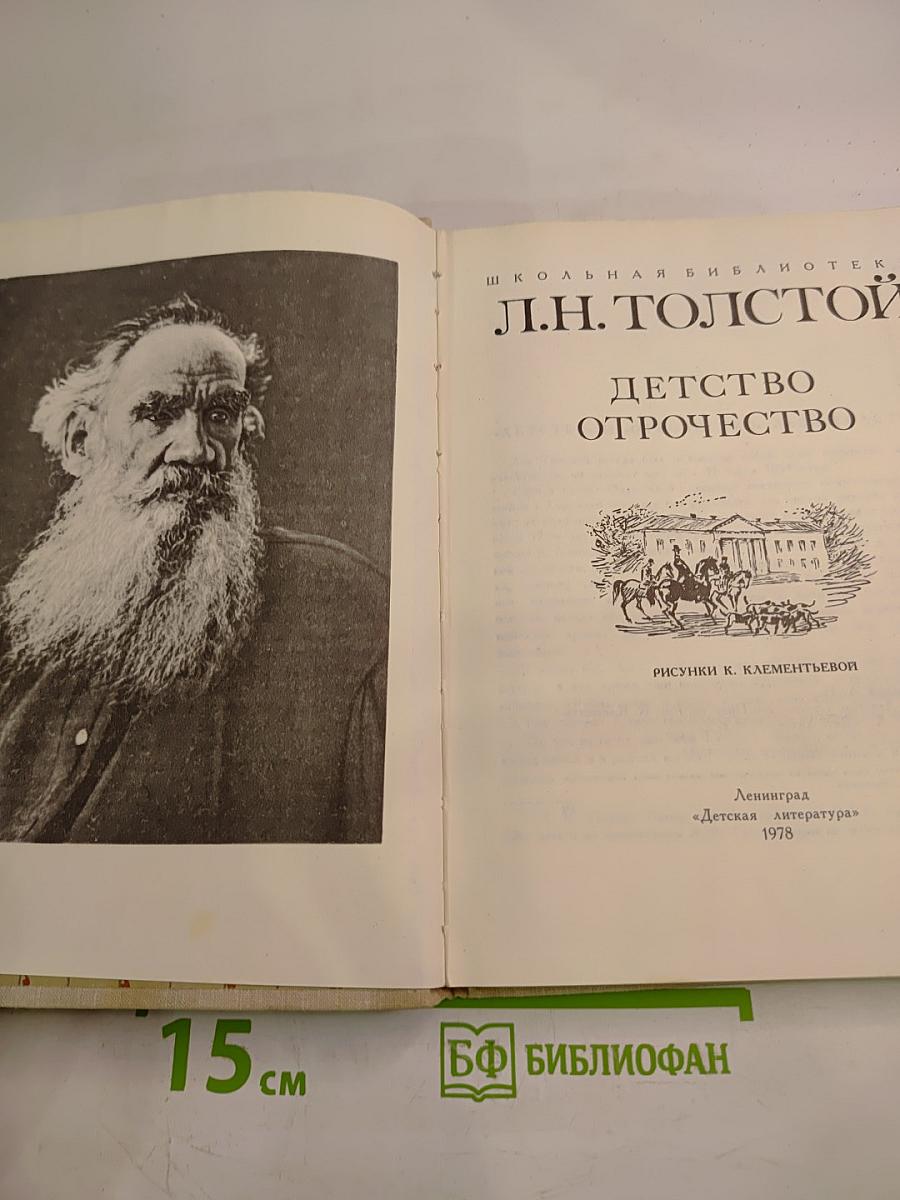 ШКОЛЬНАЯ БИБЛИОТЕК
Л.Н. ТОЛСТОЙ
ДЕТСТВО
ОТРОЧЕСТВО
РИСУНКИ К. КЛЕМЕНТЬЕВОЙ
Ленинград
«Детская литература»
1978
15 см
БФ БИБЛИОФАН